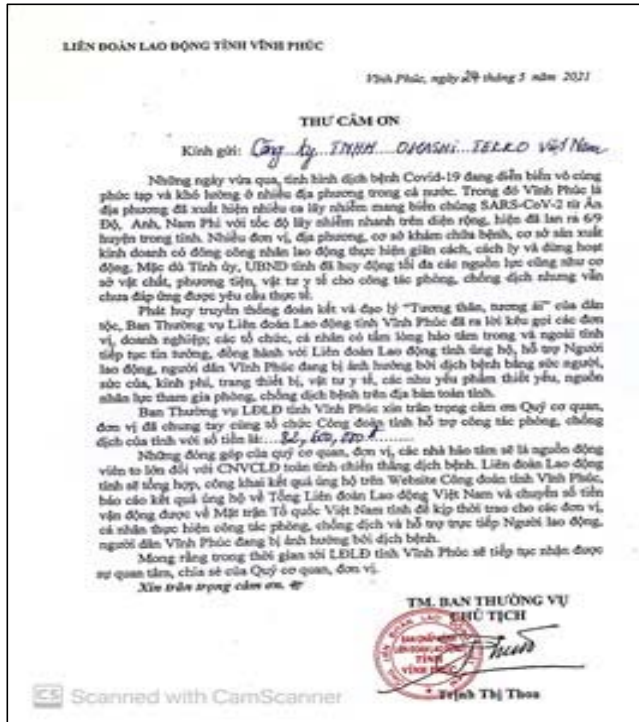 LIÊN ĐOÀN LAO ĐỘNG TỈNH VĨNH PHÚC
Vĩnh Phúc, ngày 24 tháng 5 năm 2021
THƯ CẢM ƠN
Kính gửi: Công ty TNHH OHASHI TEKKO Việt Nam
Những ngày vừa qua, tình hình dịch bệnh Covid-19 đang diễn biến vô cùng
phức tạp và khó lường ở nhiều địa phương trong cả nước. Trong đó Vĩnh Phúc là
địa phương đã xuất hiện nhiều ca lây nhiễm mang biến chủng SARS-CoV-2 từ Ấn
Độ, Anh, Nam Phi với tốc độ lây nhiễm nhanh trên diện rộng, hiện đã lan ra 6/9
huyện trong tỉnh. Nhiều đơn vị, địa phương, cơ sở khám chữa bệnh, cơ sở sản xuất
kinh doanh có đông công nhân lao động thực hiện giãn cách, cách ly và dừng hoạt
động. Mặc dù Tỉnh ủy, UBND tỉnh đã huy động tối đa các nguồn lực cũng như cơ
sở vật chất, phương tiện, vật tư y tế cho công tác phòng, chống dịch nhưng vẫn
chưa đáp ứng được yêu cầu thực tế.
Phát huy truyền thống đoàn kết và đạo lý “Tương thân, tương ái” của dân
tộc, Ban Thường vụ Liên đoàn Lao động tỉnh Vĩnh Phúc đã ra lời kêu gọi các đơn
vị, doanh nghiệp; các tổ chức, cá nhân có tấm lòng hảo tâm trong và ngoài tỉnh
tiếp tục tin tưởng, đồng hành với Liên đoàn Lao động tỉnh ủng hộ, hỗ trợ Người
lao động, người dân Vĩnh Phúc đang bị ảnh hưởng bởi dịch bệnh bằng sức người,
sức của, kinh phí, trang thiết bị, vật tư y tế, các nhu yếu phẩm thiết yếu, nguồn
nhân lực tham gia phòng, chống dịch bệnh trên địa bàn toàn tỉnh.
Ban Thường vụ LĐLĐ tỉnh Vĩnh Phúc xin trân trọng cảm ơn Quý cơ quan,
đơn vị đã chung tay cùng tổ chức Công đoàn tỉnh hỗ trợ công tác phòng, chống
dịch của tỉnh với số tiền là: 32,600,000đ
Những đóng góp của quý cơ quan, đơn vị, các nhà hảo tâm sẽ là nguồn động
viên to lớn đối với CNVCLĐ toàn tỉnh chiến thắng dịch bệnh. Liên đoàn Lao động
tỉnh sẽ tổng hợp, công khai kết quả ủng hộ trên Website Công đoàn tỉnh Vĩnh Phúc,
báo cáo kết quả ủng hộ về Tổng Liên đoàn Lao động Việt Nam và chuyển số tiền
vận động được về Mặt trận Tổ quốc Việt Nam tỉnh để kịp thời trao cho các đơn vị,
cá nhân thực hiện công tác phòng, chống dịch và hỗ trợ trực tiếp Người lao động,
người dân Vĩnh Phúc đang bị ảnh hưởng bởi dịch bệnh.
Mong rằng trong thời gian tới LĐLĐ tỉnh Vĩnh Phúc sẽ tiếp tục nhận được
sự quan tâm, chia sẻ của Quý cơ quan, đơn vị.
Xin trân trọng cảm ơn.
TM. BAN THƯỜNG VỤ
CHỦ TỊCH
BAN CHẤP HÀNH
LIÊN ĐOÀN LAO ĐỘNG
TỈNH
VĨNH PHÚC
Trịnh Thị Thoa
CS Scanned with CamScanner